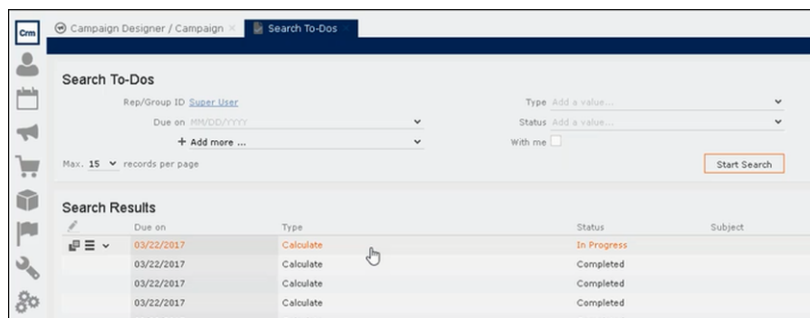 Crm
Campaign Designer / Campaign × Search To-Dos
Search To-Dos
Rep/Group ID Super User Type Add a value...
Due on MM/DD/YYYY Status Add a value...
+ Add more ... With me
Max. 15 records per page Start Search
Search Results
Due on Type Status Subject
03/22/2017 Calculate In Progress
03/22/2017 Calculate Completed
03/22/2017 Calculate Completed
03/22/2017 Calculate Completed